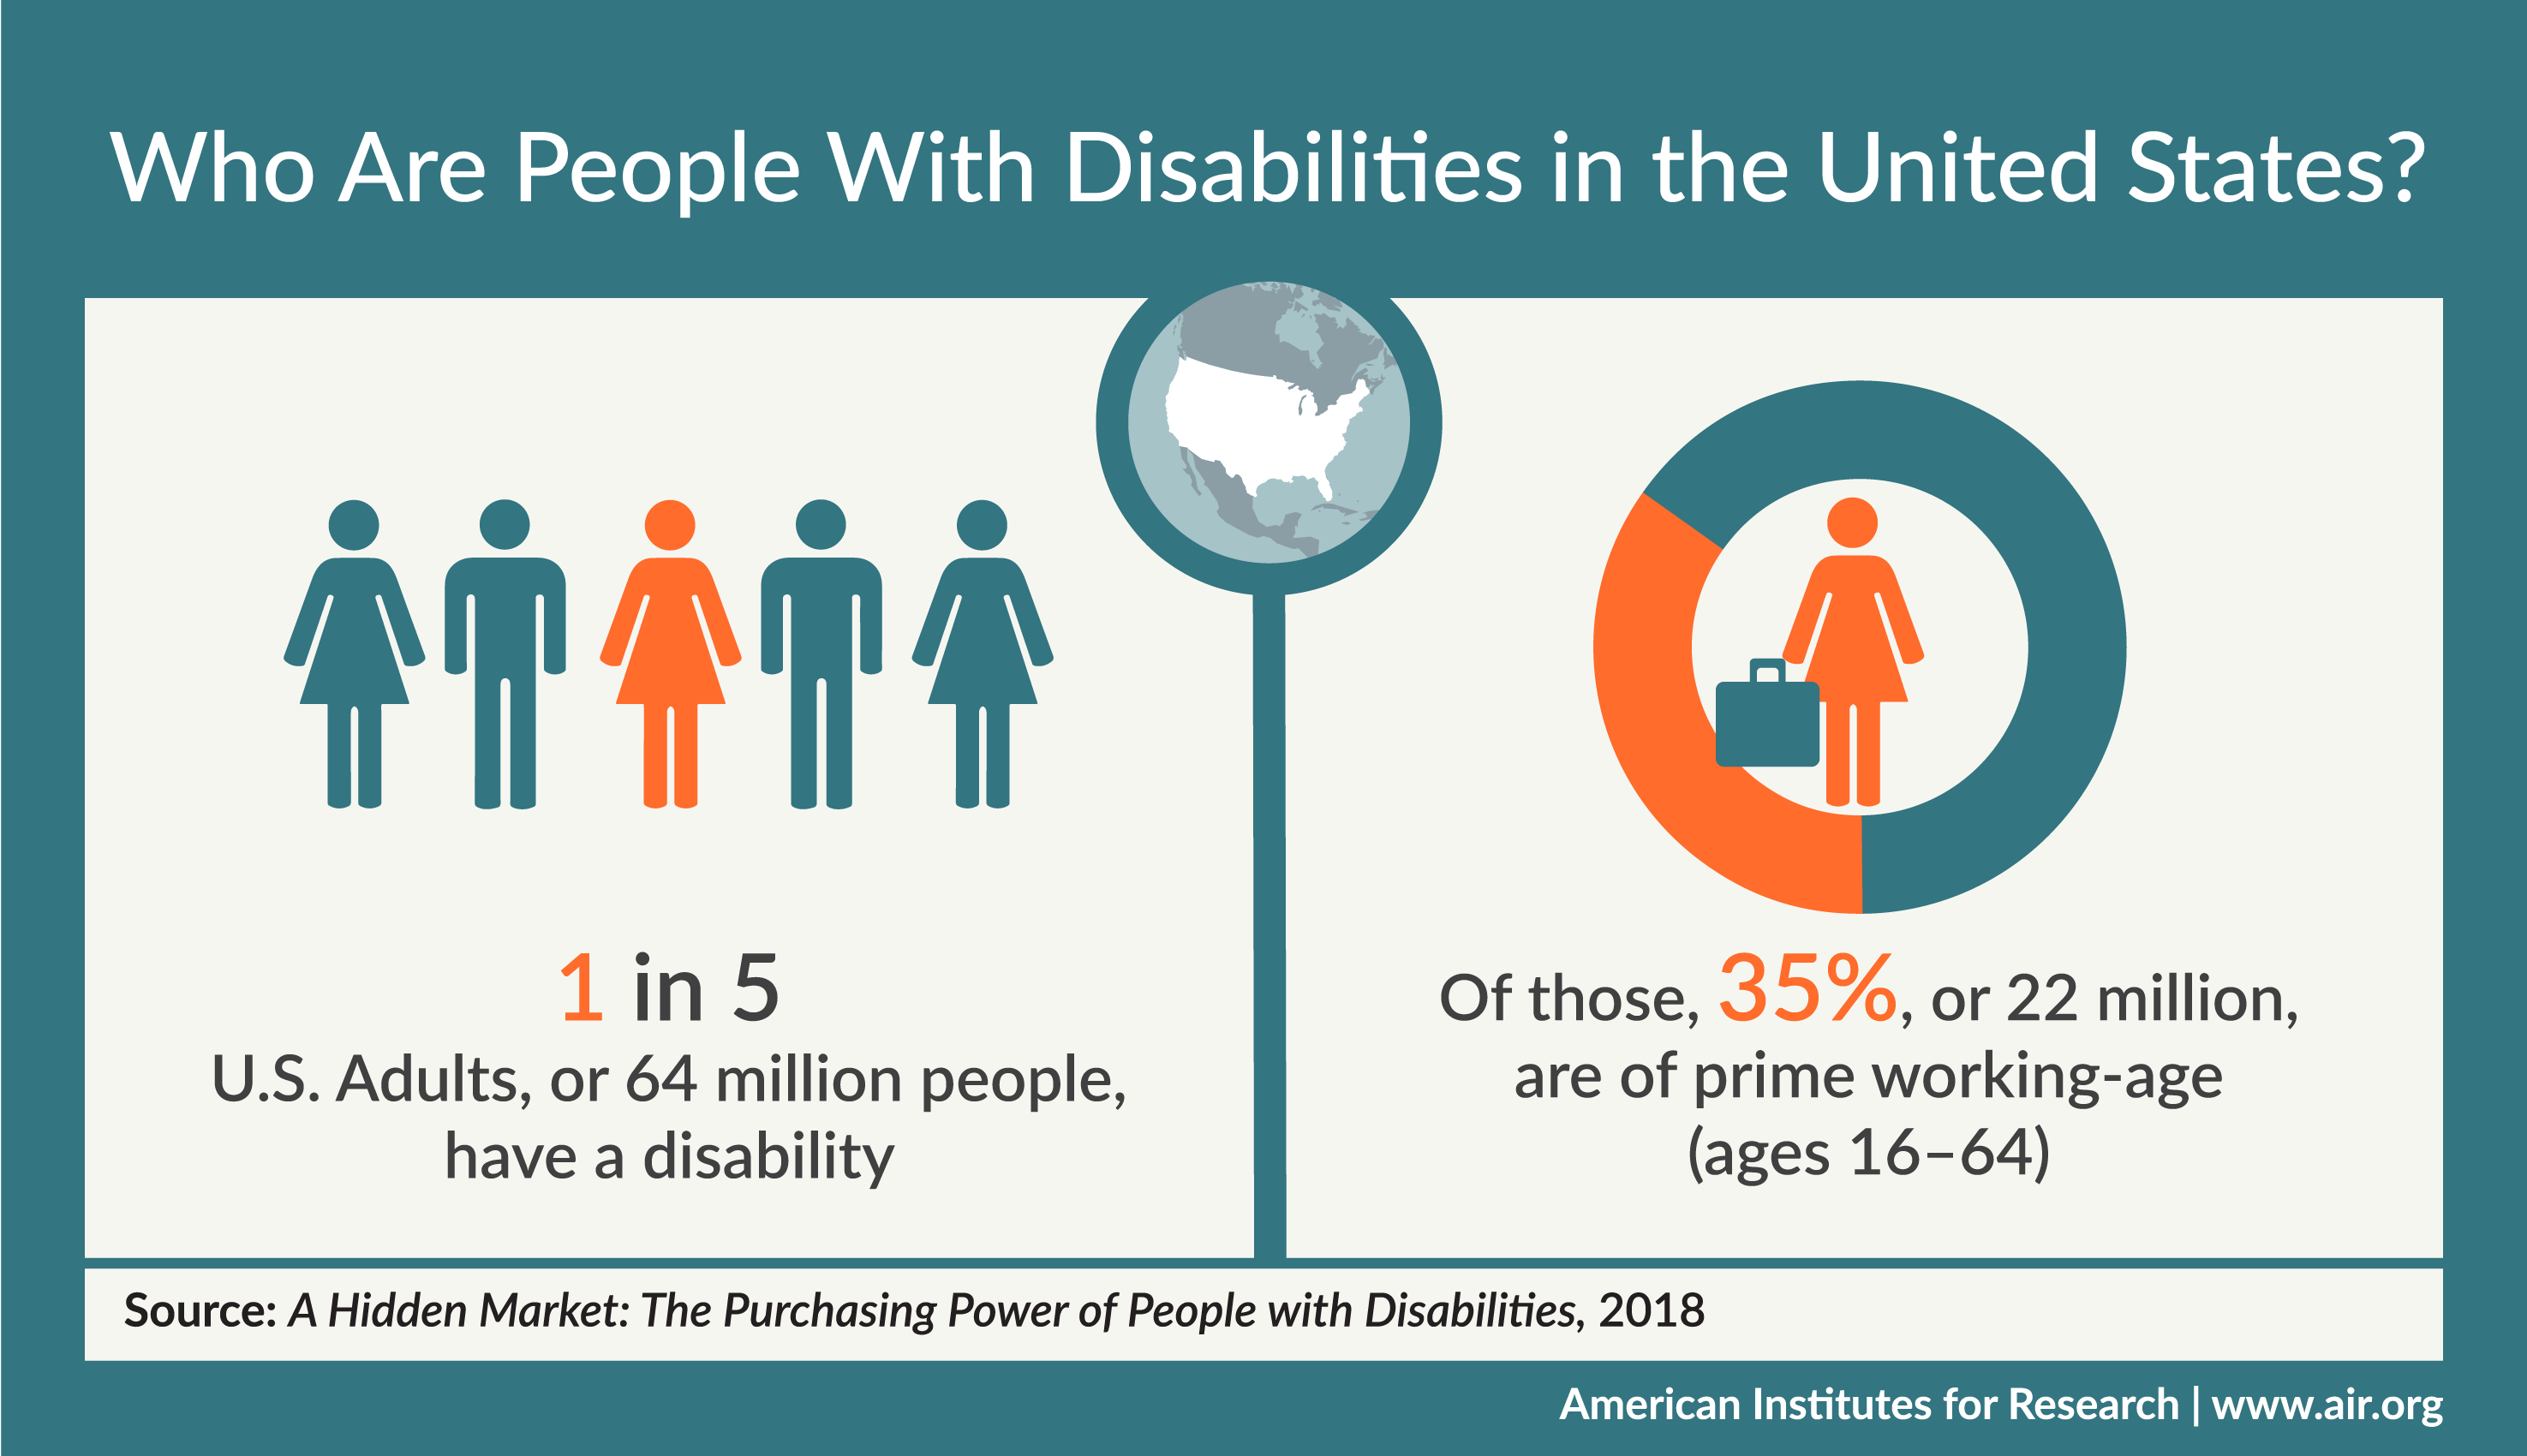 Who Are People With Disabilities in the United States?
1 in 5
U.S. Adults, or 64 million people,
have a disability
Of those, 35%, or 22 million,
are of prime working-age
(ages 16–64)
Source: A Hidden Market: The Purchasing Power of People with Disabilities, 2018
American Institutes for Research | www.air.org